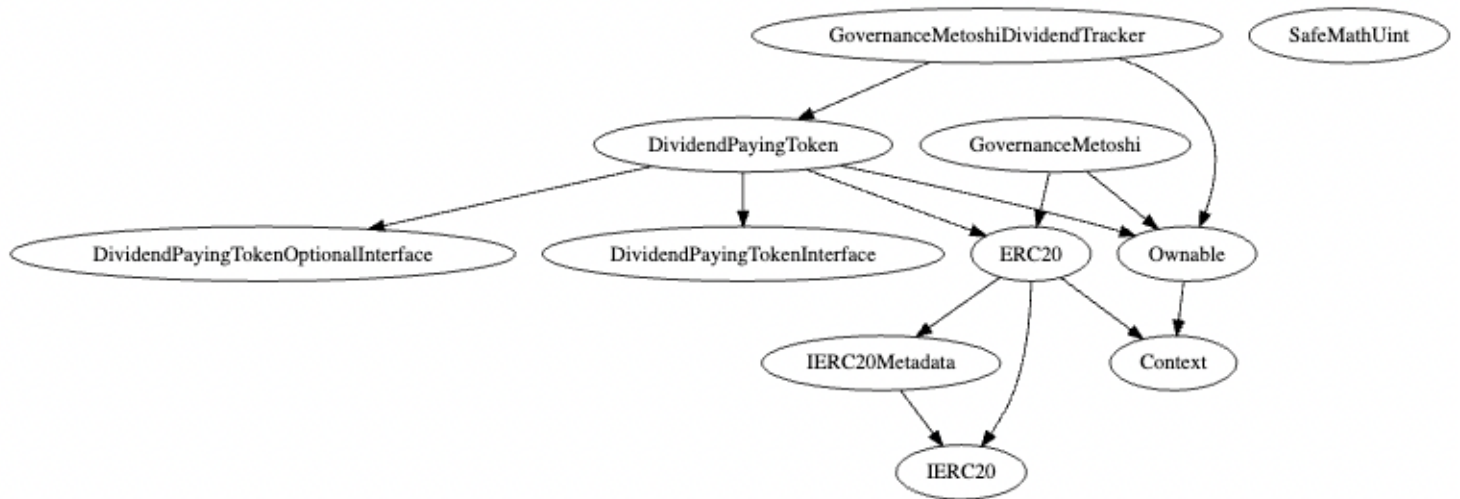 GovernanceMetoshiDividendTracker
SafeMathUint
DividendPayingToken
GovernanceMetoshi
DividendPayingTokenOptionalInterface
DividendPayingTokenInterface
ERC20
Ownable
IERC20Metadata
Context
IERC20